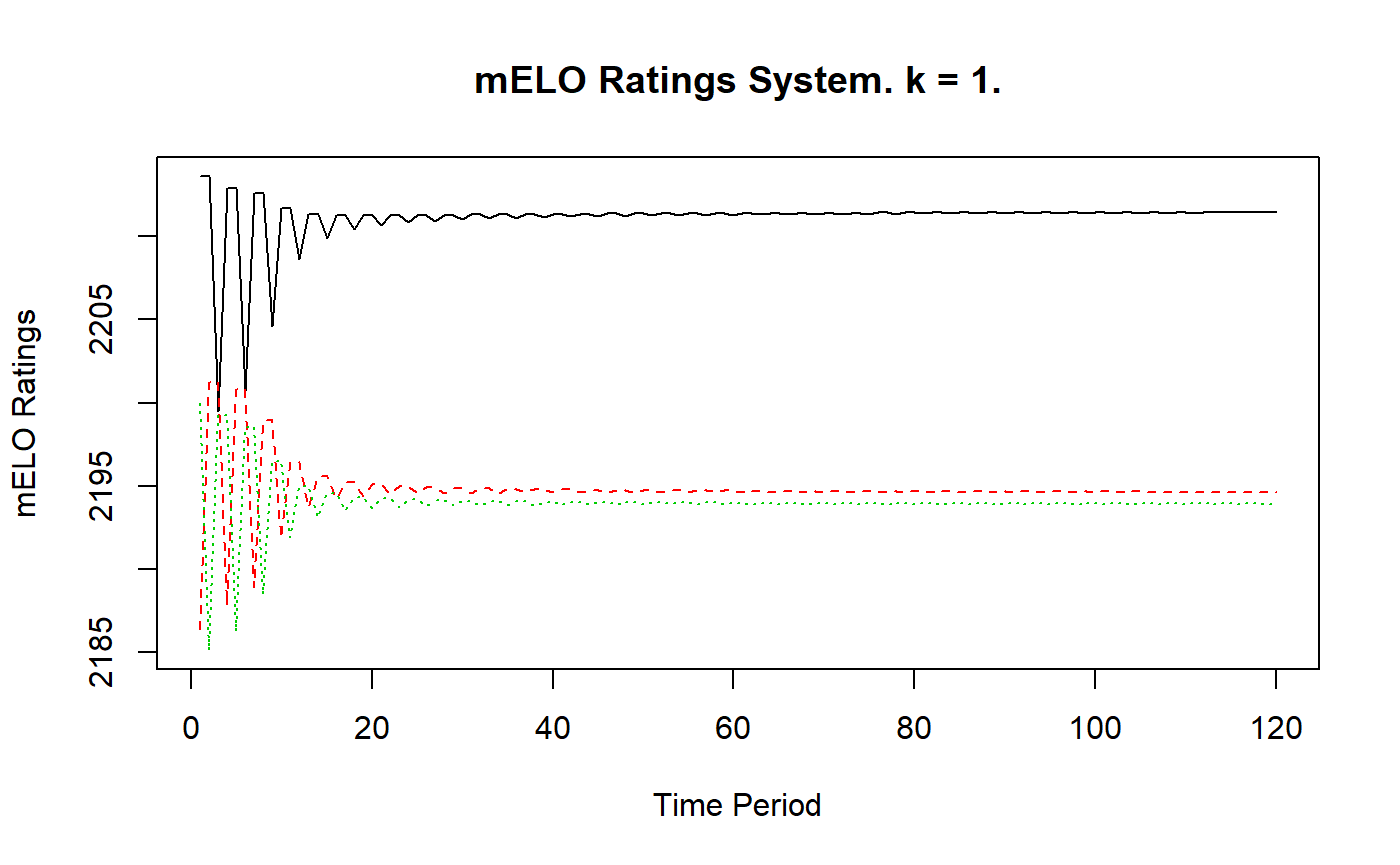 mELO Ratings System. k = 1.
mELO Ratings
2205
2195
2185
0 20 40 60 80 100 120
Time Period